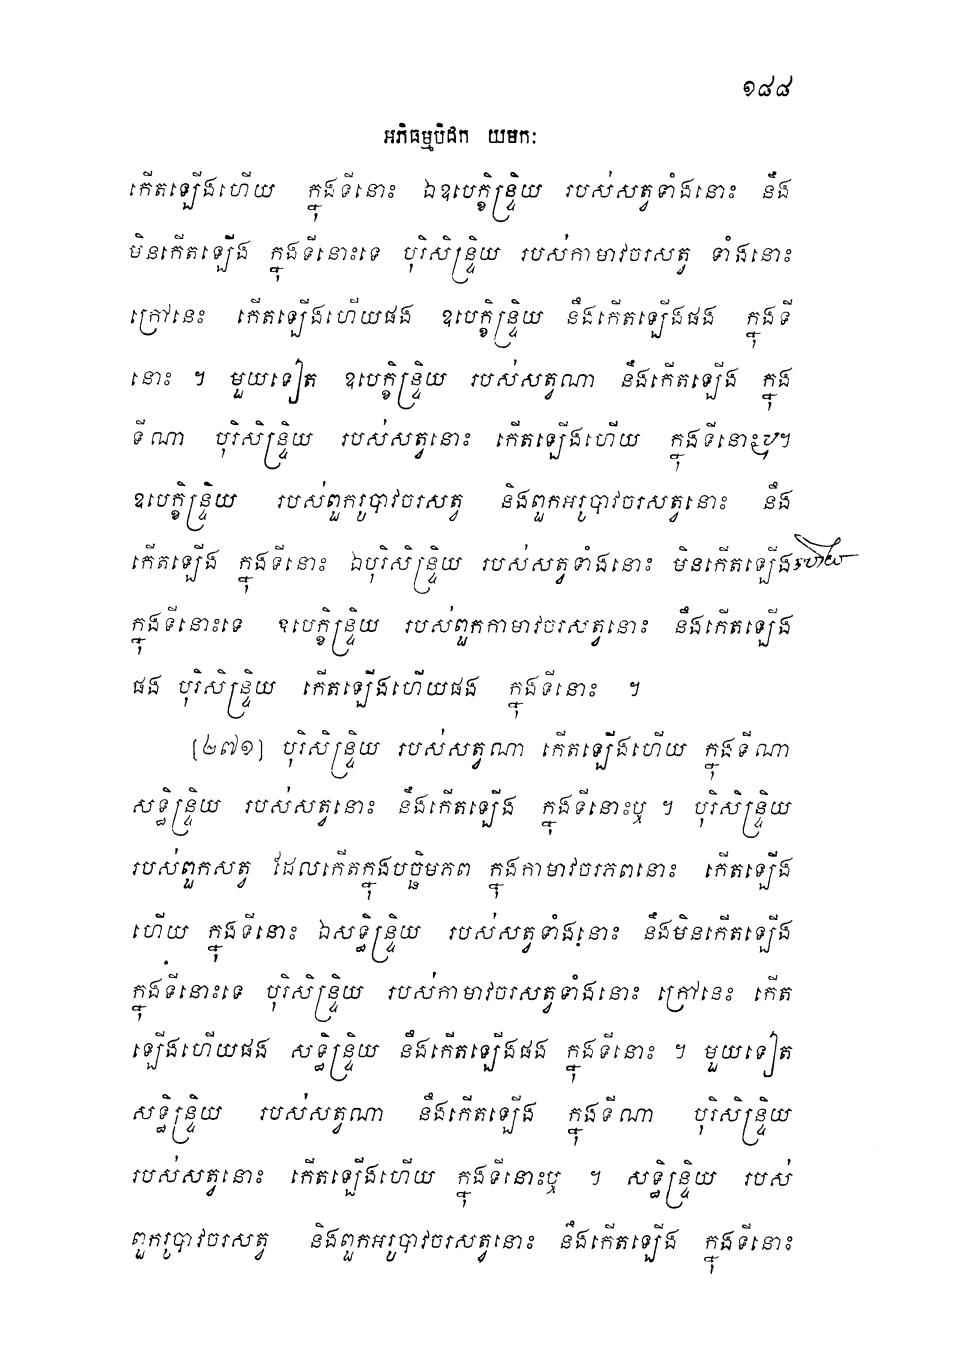 ១៨៨
អភិធម្មបិដក យមកៈ
កើតឡើងហើយ ក្នុងទីនោះ ឯឧបេក្ខិន្ទ្រិយ របស់សត្វទាំងនោះ នឹង
មិនកើតឡើង ក្នុងទីនោះទេ បុរិសិន្ទ្រិយ របស់កាមាវចរសត្វ ទាំងនោះ
ក្រៅនេះ កើតឡើងហើយផង ឧបេក្ខិន្ទ្រិយ នឹងកើតឡើងផង ក្នុងទី
នោះ ។ មួយទៀត ឧបេក្ខិន្ទ្រិយ របស់សត្វណា នឹងកើតឡើង ក្នុង
ទីណា បុរិសិន្ទ្រិយ របស់សត្វនោះ កើតឡើងហើយ ក្នុងទីនោះឬ។
ឧបេក្ខិន្ទ្រិយ របស់ពួករូបាវចរសត្វ និងពួកអរូបាវចរសត្វនោះ នឹង
កើតឡើង ក្នុងទីនោះ ឯបុរិសិន្ទ្រិយ របស់សត្វទាំងនោះ មិនកើតឡើងហើយ
ក្នុងទីនោះទេ ឧបេក្ខិន្ទ្រិយ របស់ពួកកាមាវចរសត្វនោះ នឹងកើតឡើង
ផង បុរិសិន្ទ្រិយ កើតឡើងហើយផង ក្នុងទីនោះ ។
[២៧១] បុរិសិន្ទ្រិយ របស់សត្វណា កើតឡើងហើយ ក្នុងទីណា
សទ្ធិន្ទ្រិយ របស់សត្វនោះ នឹងកើតឡើង ក្នុងទីនោះឬ ។ បុរិសិន្ទ្រិយ
របស់ពួកសត្វ ដែលកើតក្នុងបច្ឆិមភព ក្នុងកាមាវចរភពនោះ កើតឡើង
ហើយ ក្នុងទីនោះ ឯសទ្ធិន្ទ្រិយ របស់សត្វទាំងនោះ នឹងមិនកើតឡើង
ក្នុងទីនោះទេ បុរិសិន្ទ្រិយ របស់កាមាវចរសត្វទាំងនោះ ក្រៅនេះ កើត
ឡើងហើយផង សទ្ធិន្ទ្រិយ នឹងកើតឡើងផង ក្នុងទីនោះ ។ មួយទៀត
សទ្ធិន្ទ្រិយ របស់សត្វណា នឹងកើតឡើង ក្នុងទីណា បុរិសិន្ទ្រិយ
របស់សត្វនោះ កើតឡើងហើយ ក្នុងទីនោះឬ ។ សទ្ធិន្ទ្រិយ របស់
ពួករូបាវចរសត្វ និងពួកអរូបាវចរសត្វនោះ នឹងកើតឡើង ក្នុងទីនោះ